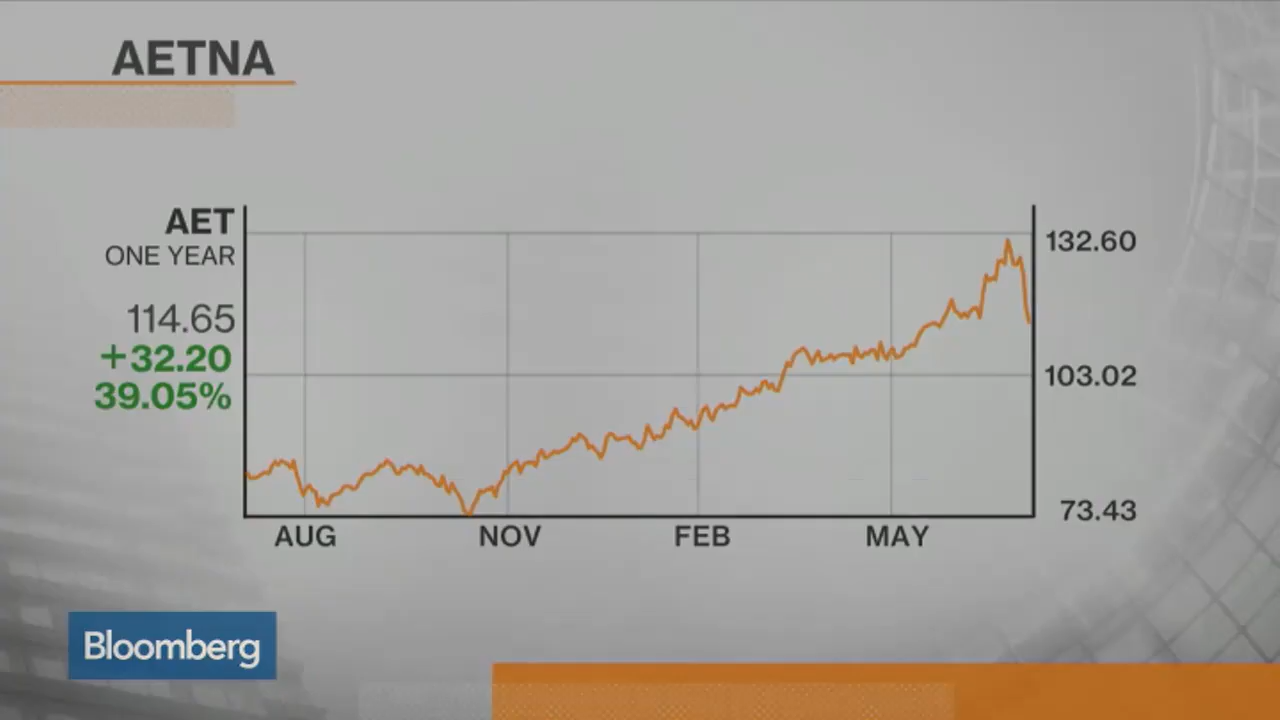 AETNA
AET
ONE YEAR
114.65
+32.20
39.05%
132.60
103.02
73.43
AUG NOV FEB MAY
Bloomberg